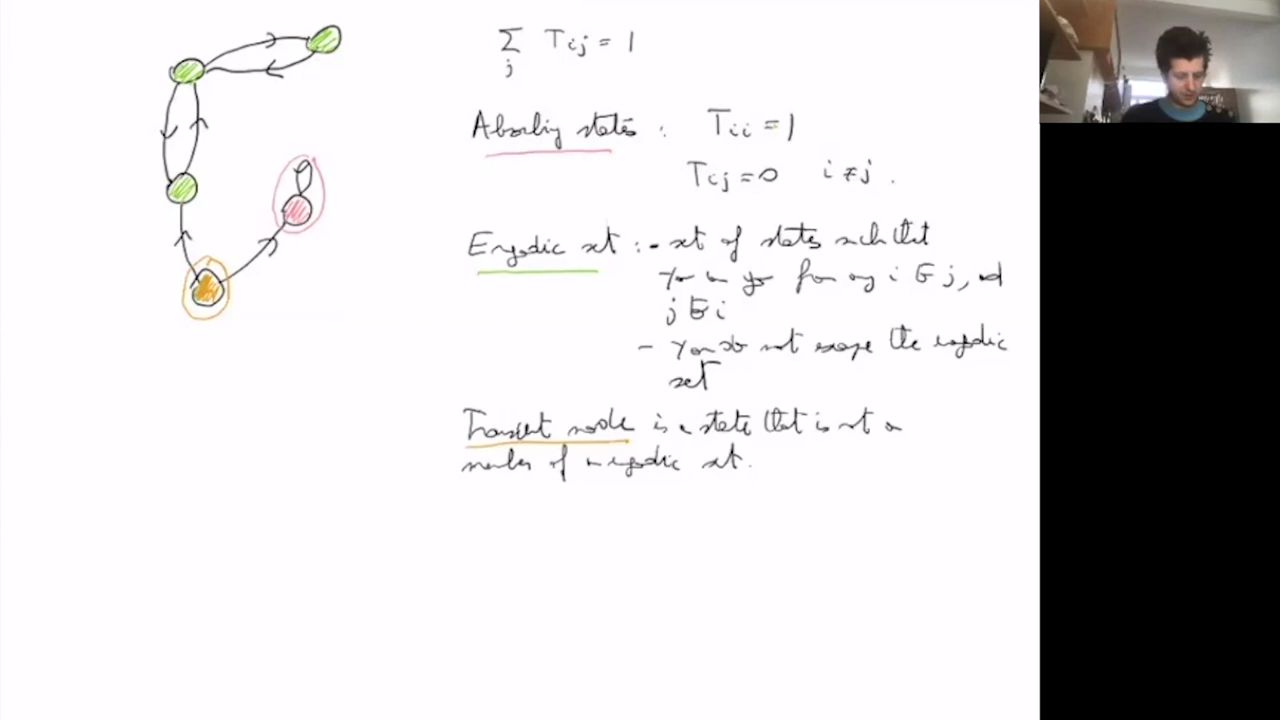 ∑ Tij = 1
j
Absorbing states : Tii = 1
Tij = 0 i ≠ j .
Ergodic set : - set of states such that
you can go from any i to j, and
j to i
- you do not escape the ergodic
set
Transient node is a state that is not a
member of an ergodic set.